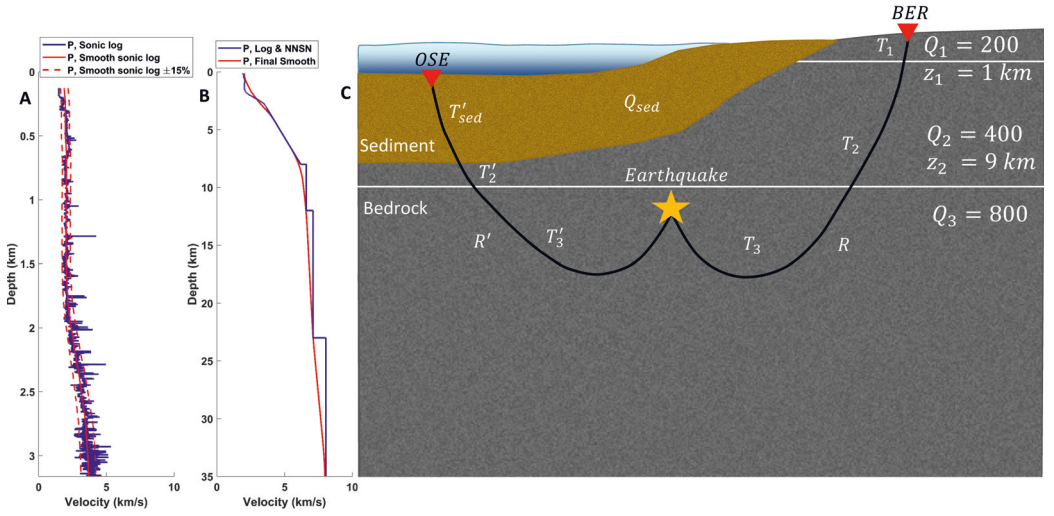 P, Sonic log
P, Smooth sonic log
P, Smooth sonic log ±15%
A
0
0.5
1
1.5
2
2.5
3
Depth (km)
0 5 10
Velocity (km/s)
P, Log & NNSN
P, Final Smooth
B
0
5
10
15
20
25
30
35
Depth (km)
0 5 10
Velocity (km/s)
C
OSE
BER
T₁
Q₁ = 200
z₁ = 1 km
T′sed
Qsed
T₂
Q₂ = 400
z₂ = 9 km
Sediment
T′₂
Earthquake
Bedrock
Q₃ = 800
R′
T′₃
T₃
R